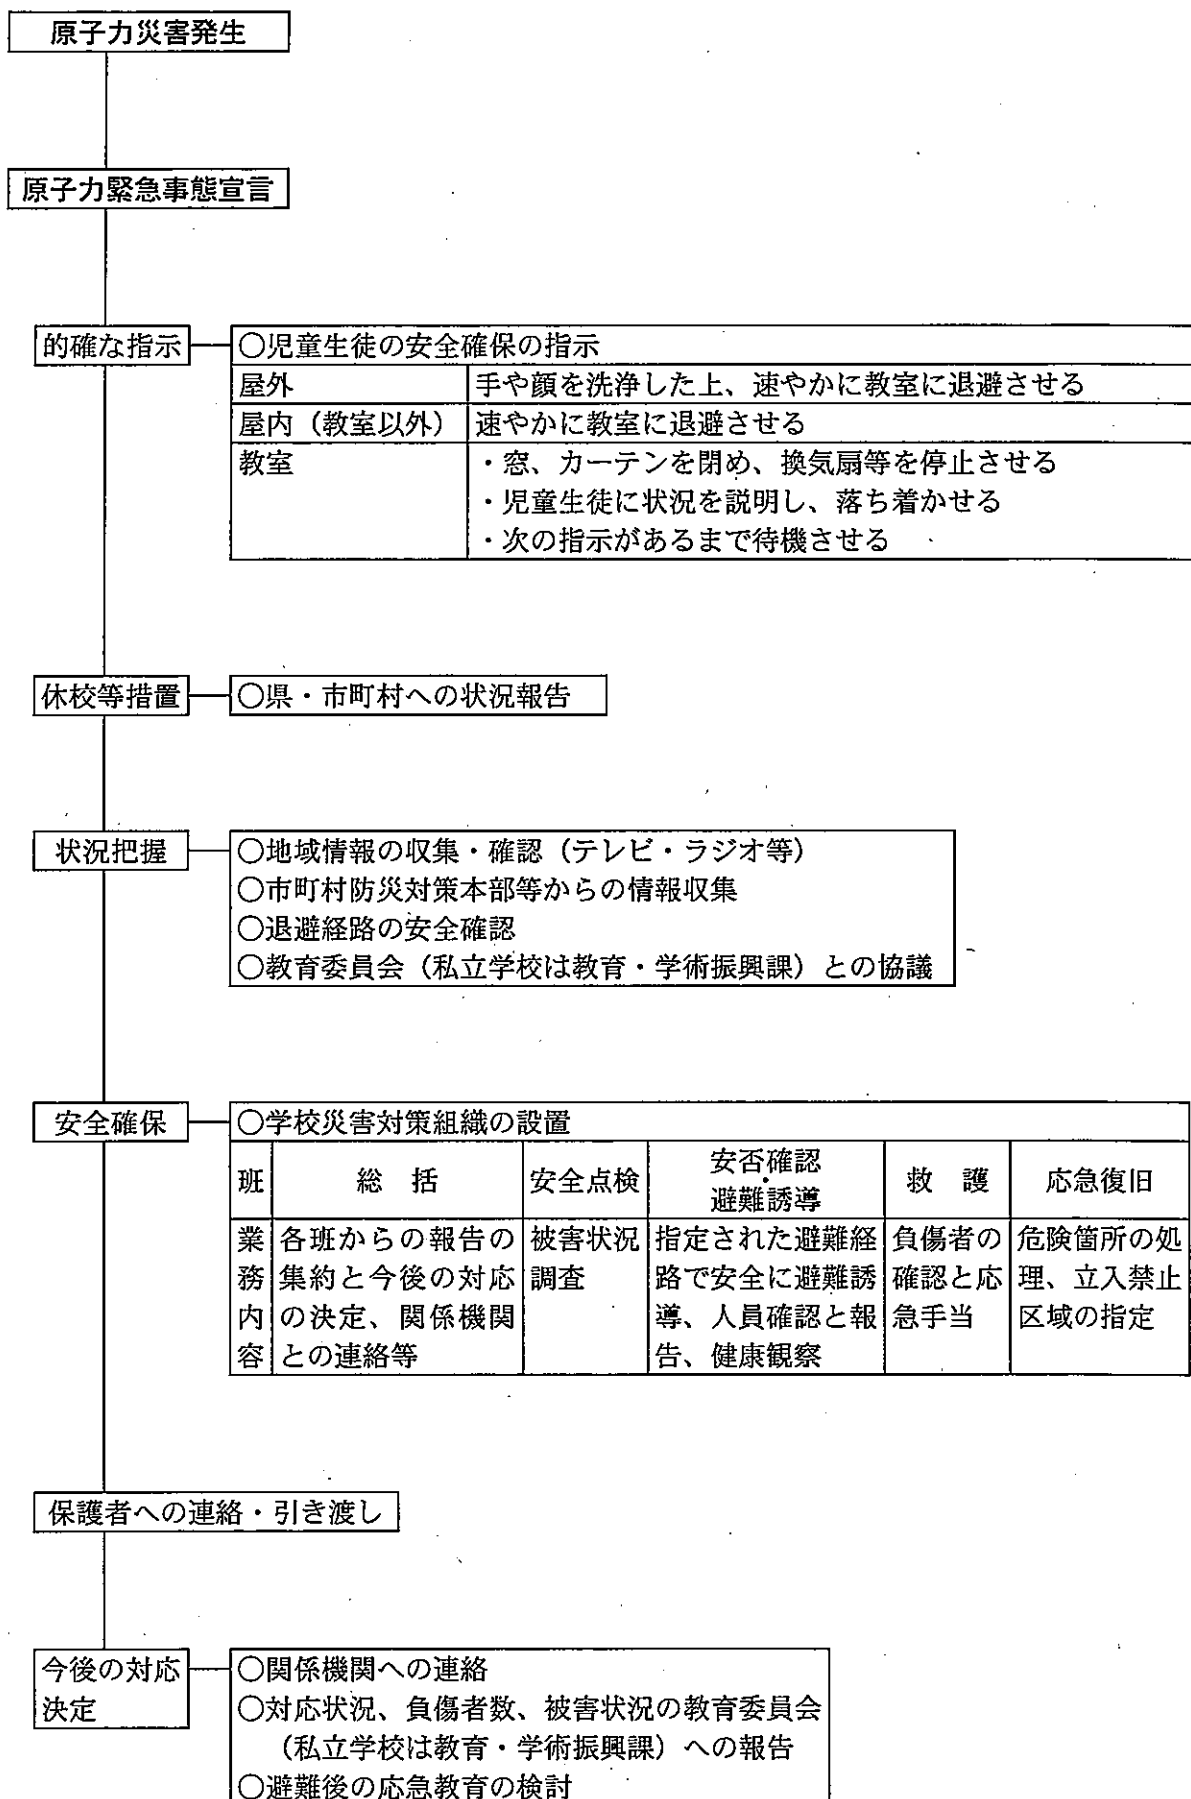 原子力災害発生
原子力緊急事態宣言
的確な指示
○児童生徒の安全確保の指示
屋外 手や顔を洗浄した上、速やかに教室に退避させる
屋内（教室以外） 速やかに教室に退避させる
教室 ・窓、カーテンを閉め、換気扇等を停止させる
・児童生徒に状況を説明し、落ち着かせる
・次の指示があるまで待機させる
休校等措置
○県・市町村への状況報告
状況把握
○地域情報の収集・確認（テレビ・ラジオ等）
○市町村防災対策本部等からの情報収集
○退避経路の安全確認
○教育委員会（私立学校は教育・学術振興課）との協議
安全確保
○学校災害対策組織の設置
班
総　括
安全点検
安否確認
・
避難誘導
救　護
応急復旧
業
務
内
容
各班からの報告の
集約と今後の対応
の決定、関係機関
との連絡等
被害状況
調査
指定された避難経
路で安全に避難誘
導、人員確認と報
告、健康観察
負傷者の
確認と応
急手当
危険箇所の処
理、立入禁止
区域の指定
保護者への連絡・引き渡し
今後の対応
決定
○関係機関への連絡
○対応状況、負傷者数、被害状況の教育委員会
（私立学校は教育・学術振興課）への報告
○避難後の応急教育の検討